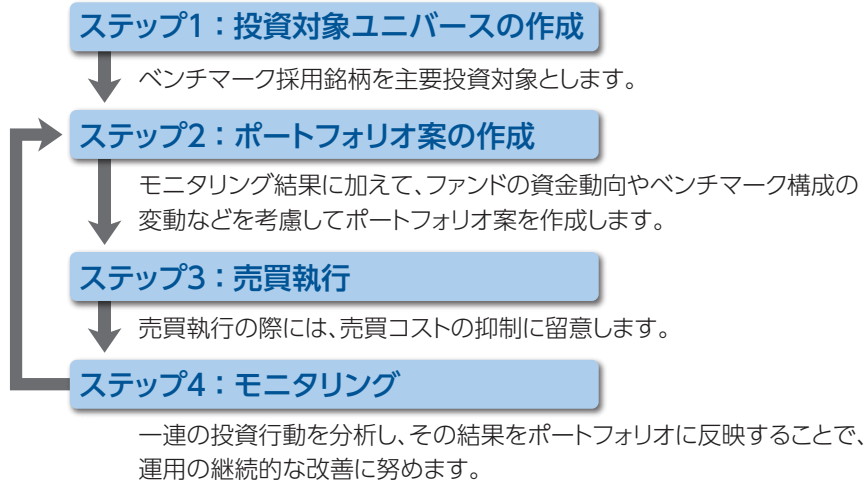 ステップ1：投資対象ユニバースの作成
ベンチマーク採用銘柄を主要投資対象とします。
ステップ2：ポートフォリオ案の作成
モニタリング結果に加えて、ファンドの資金動向やベンチマーク構成の
変動などを考慮してポートフォリオ案を作成します。
ステップ3：売買執行
売買執行の際には、売買コストの抑制に留意します。
ステップ4：モニタリング
一連の投資行動を分析し、その結果をポートフォリオに反映することで、
運用の継続的な改善に努めます。